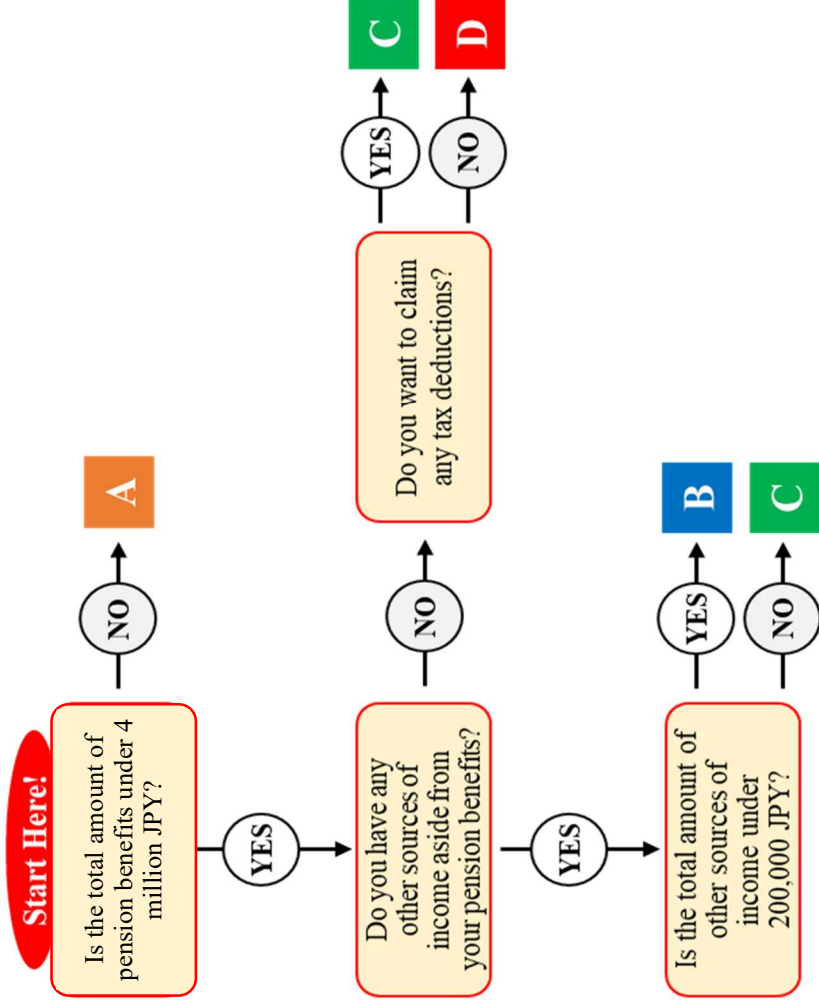 Start Here!
Is the total amount of
pension benefits under 4
million JPY?
NO
A
YES
Do you have any
other sources of
income aside from
your pension benefits?
NO
Do you want to claim
any tax deductions?
YES
C
NO
D
YES
Is the total amount of
other sources of
income under
200,000 JPY?
YES
B
NO
C